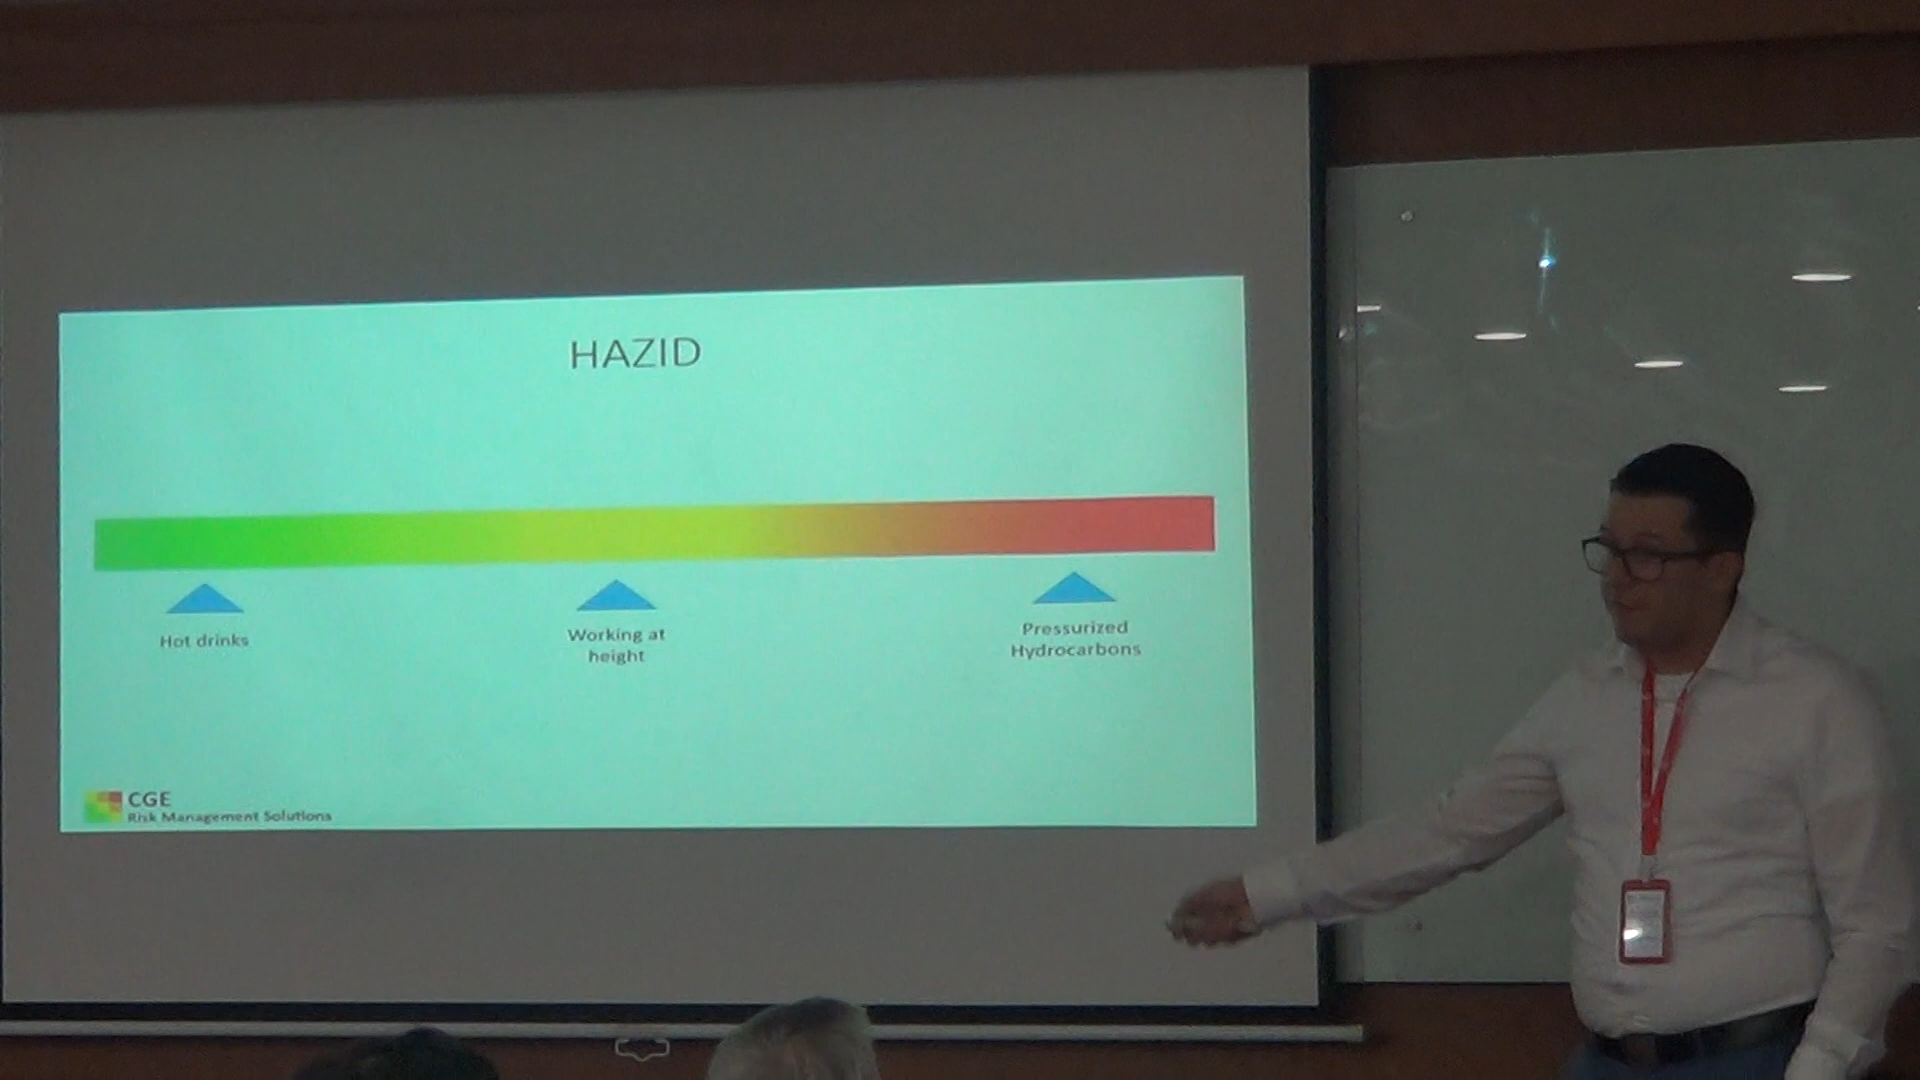 HAZID
Hot drinks
Working at
height
Pressurized
Hydrocarbons
CGE
Risk Management Solutions